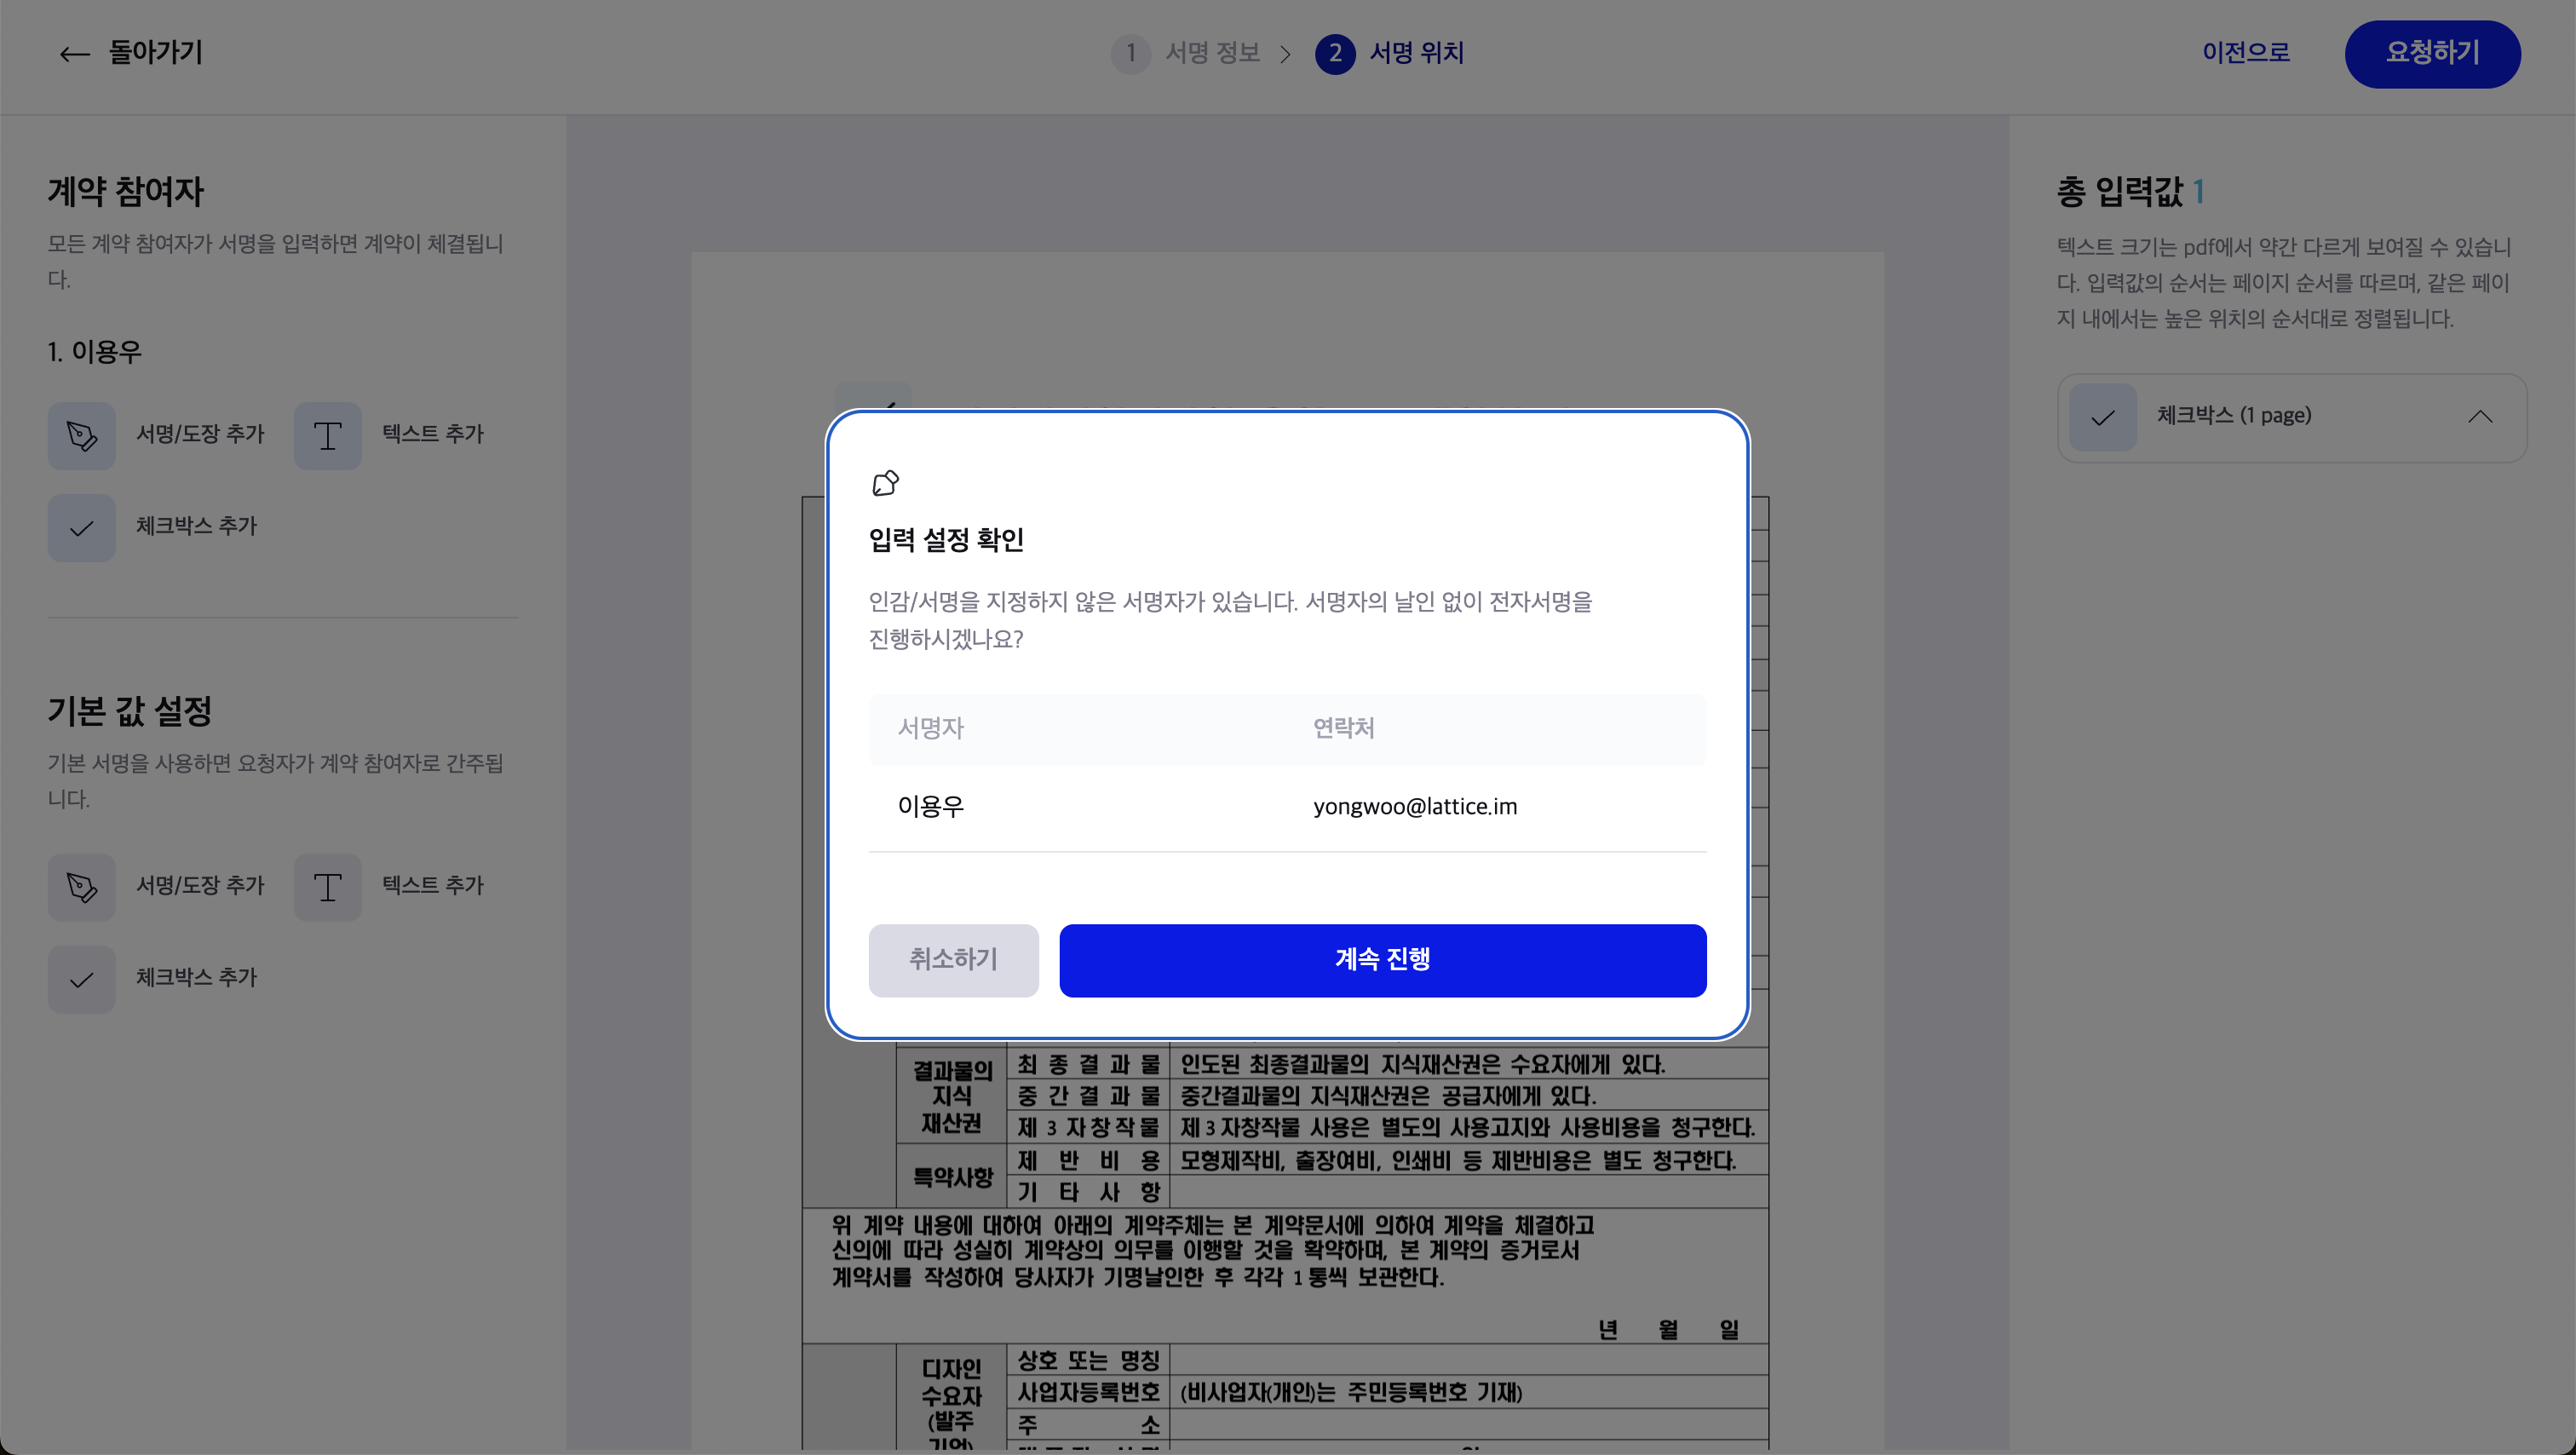 돌아가기
1 서명 정보 2 서명 위치
이전으로
요청하기
계약 참여자
모든 계약 참여자가 서명을 입력하면 계약이 체결됩니
다.
1. 이용우
서명/도장 추가
텍스트 추가
체크박스 추가
기본 값 설정
기본 서명을 사용하면 요청자가 계약 참여자로 간주됩
니다.
서명/도장 추가
텍스트 추가
체크박스 추가
입력 설정 확인
인감/서명을 지정하지 않은 서명자가 있습니다. 서명자의 날인 없이 전자서명을
진행하시겠나요?
서명자 연락처
이용우 yongwoo@lattice.im
취소하기
계속 진행
결과물의
지식
재산권
최 종 결 과 물 인도된 최종결과물의 지식재산권은 수요자에게 있다.
중 간 결 과 물 중간결과물의 지식재산권은 공급자에게 있다.
제 3 자창작물 제3자창작물 사용은 별도의 사용고지와 사용비용을 청구한다.
특약사항
제 반 비 용 모형제작비, 출장여비, 인쇄비 등 제반비용은 별도 청구한다.
기 타 사 항
위 계약 내용에 대하여 아래의 계약주체는 본 계약문서에 의하여 계약을 체결하고
신의에 따라 성실히 계약상의 의무를 이행할 것을 확약하며, 본 계약의 증거로서
계약서를 작성하여 당사자가 기명날인한 후 각각 1통씩 보관한다.
년 월 일
디자인
수요자
(발주
기업)
상호 또는 명칭
사업자등록번호 (비사업자(개인)는 주민등록번호 기재)
주 소
총 입력값 1
텍스트 크기는 pdf에서 약간 다르게 보여질 수 있습니
다. 입력값의 순서는 페이지 순서를 따르며, 같은 페이
지 내에서는 높은 위치의 순서대로 정렬됩니다.
체크박스 (1 page)